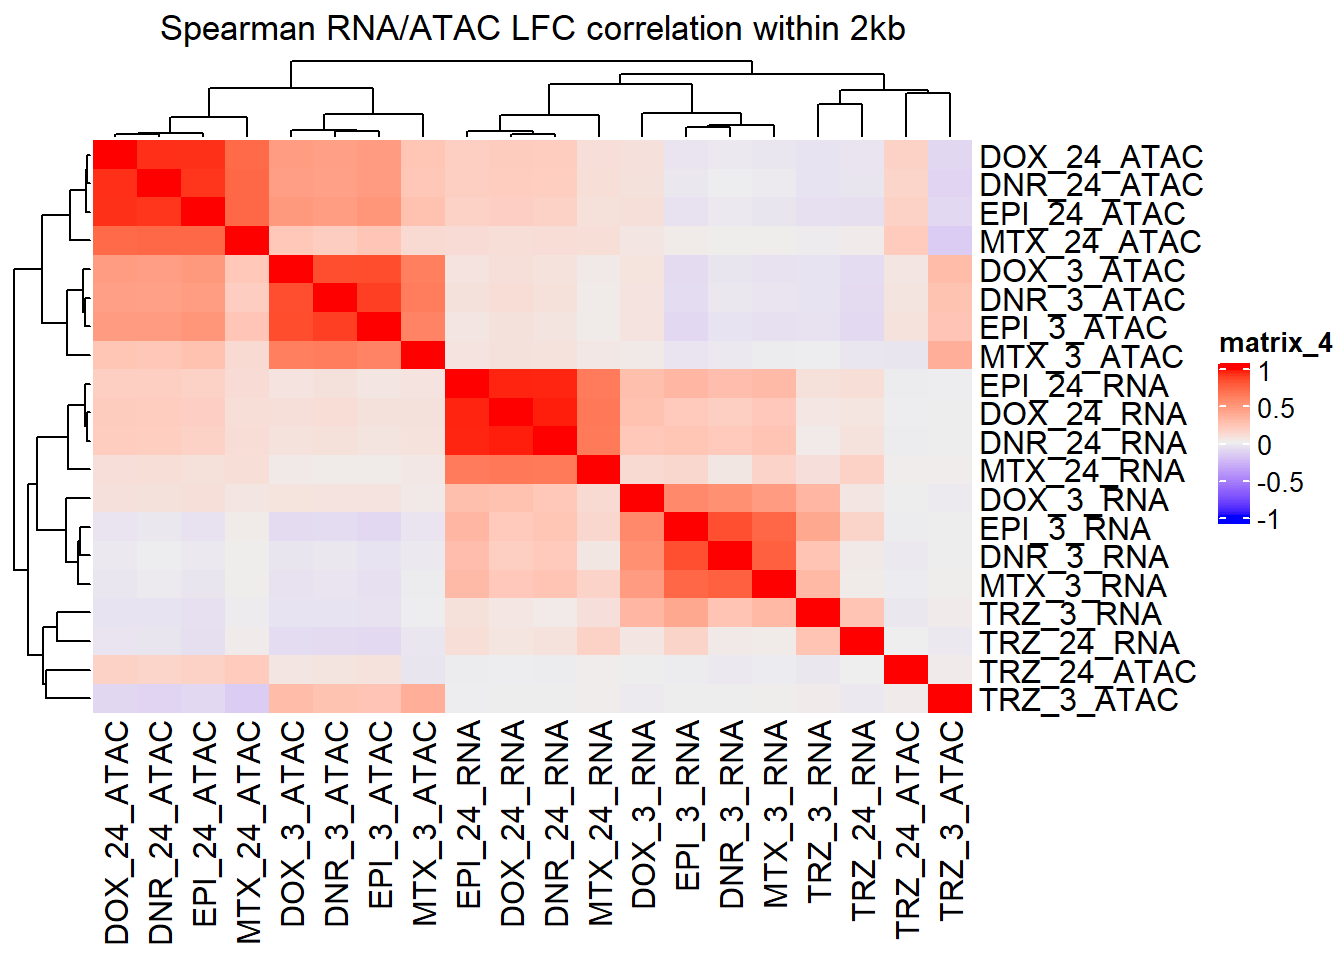 Spearman RNA/ATAC LFC correlation within 2kb
DOX_24_ATAC
DNR_24_ATAC
EPI_24_ATAC
MTX_24_ATAC
DOX_3_ATAC
DNR_3_ATAC
EPI_3_ATAC
MTX_3_ATAC
EPI_24_RNA
DOX_24_RNA
DNR_24_RNA
MTX_24_RNA
DOX_3_RNA
EPI_3_RNA
DNR_3_RNA
MTX_3_RNA
TRZ_3_RNA
TRZ_24_RNA
TRZ_24_ATAC
TRZ_3_ATAC
matrix_4
1
0.5
0
-0.5
-1
DOX_24_ATAC
DNR_24_ATAC
EPI_24_ATAC
MTX_24_ATAC
DOX_3_ATAC
DNR_3_ATAC
EPI_3_ATAC
MTX_3_ATAC
EPI_24_RNA
DOX_24_RNA
DNR_24_RNA
MTX_24_RNA
DOX_3_RNA
EPI_3_RNA
DNR_3_RNA
MTX_3_RNA
TRZ_3_RNA
TRZ_24_RNA
TRZ_24_ATAC
TRZ_3_ATAC